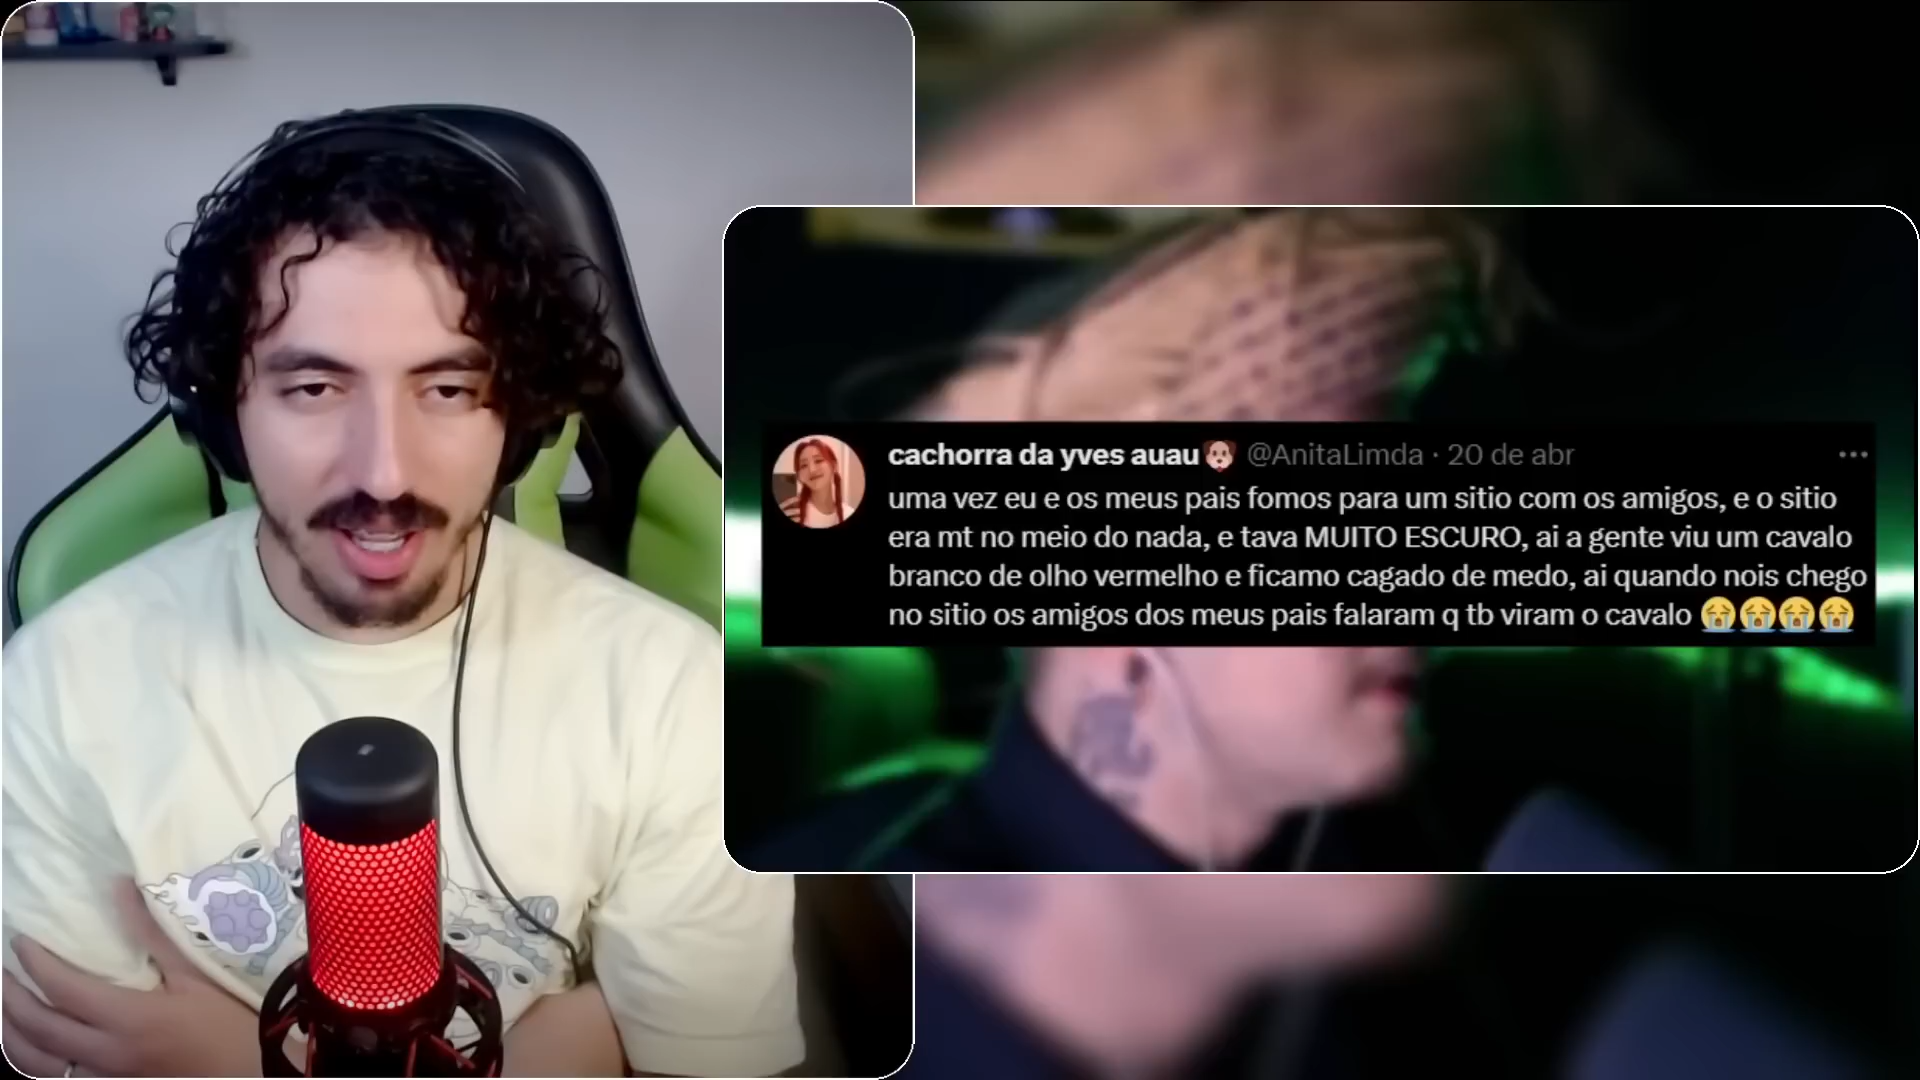 cachorra da yves auau🐶 @AnitaLimda · 20 de abr
uma vez eu e os meus pais fomos para um sitio com os amigos, e o sitio
era mt no meio do nada, e tava MUITO ESCURO, ai a gente viu um cavalo
branco de olho vermelho e ficamo cagado de medo, ai quando nois chego
no sitio os amigos dos meus pais falaram q tb viram o cavalo 😭😭😭😭